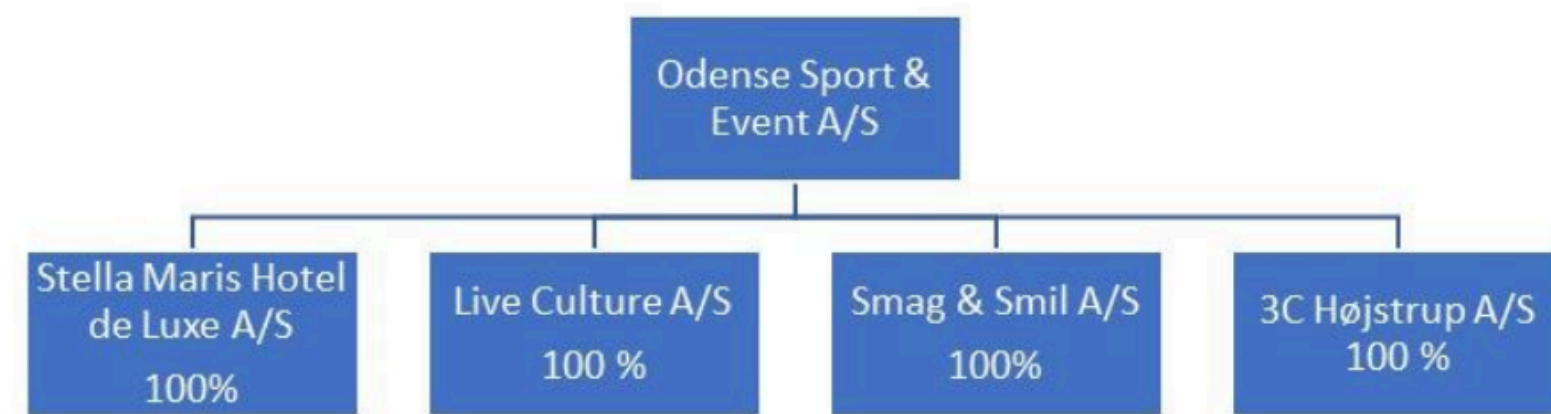 Odense Sport &
Event A/S
Stella Maris Hotel
de Luxe A/S
100%
Live Culture A/S
100 %
Smag & Smil A/S
100%
3C Højstrup A/S
100 %